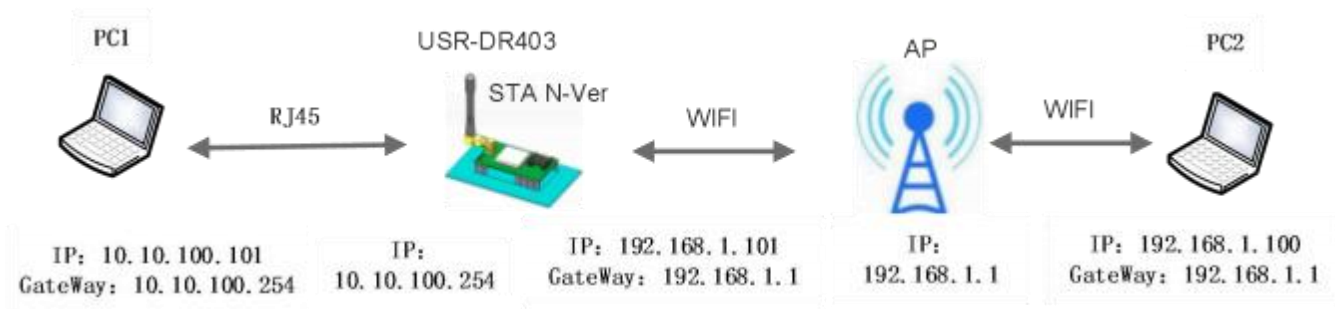 PC1
USR-DR403
AP
PC2
STA N-Ver
RJ45
WIFI
WIFI
IP: 10.10.100.101
GateWay: 10.10.100.254
IP:
10.10.100.254
IP: 192.168.1.101
GateWay: 192.168.1.1
IP:
192.168.1.1
IP: 192.168.1.100
GateWay: 192.168.1.1